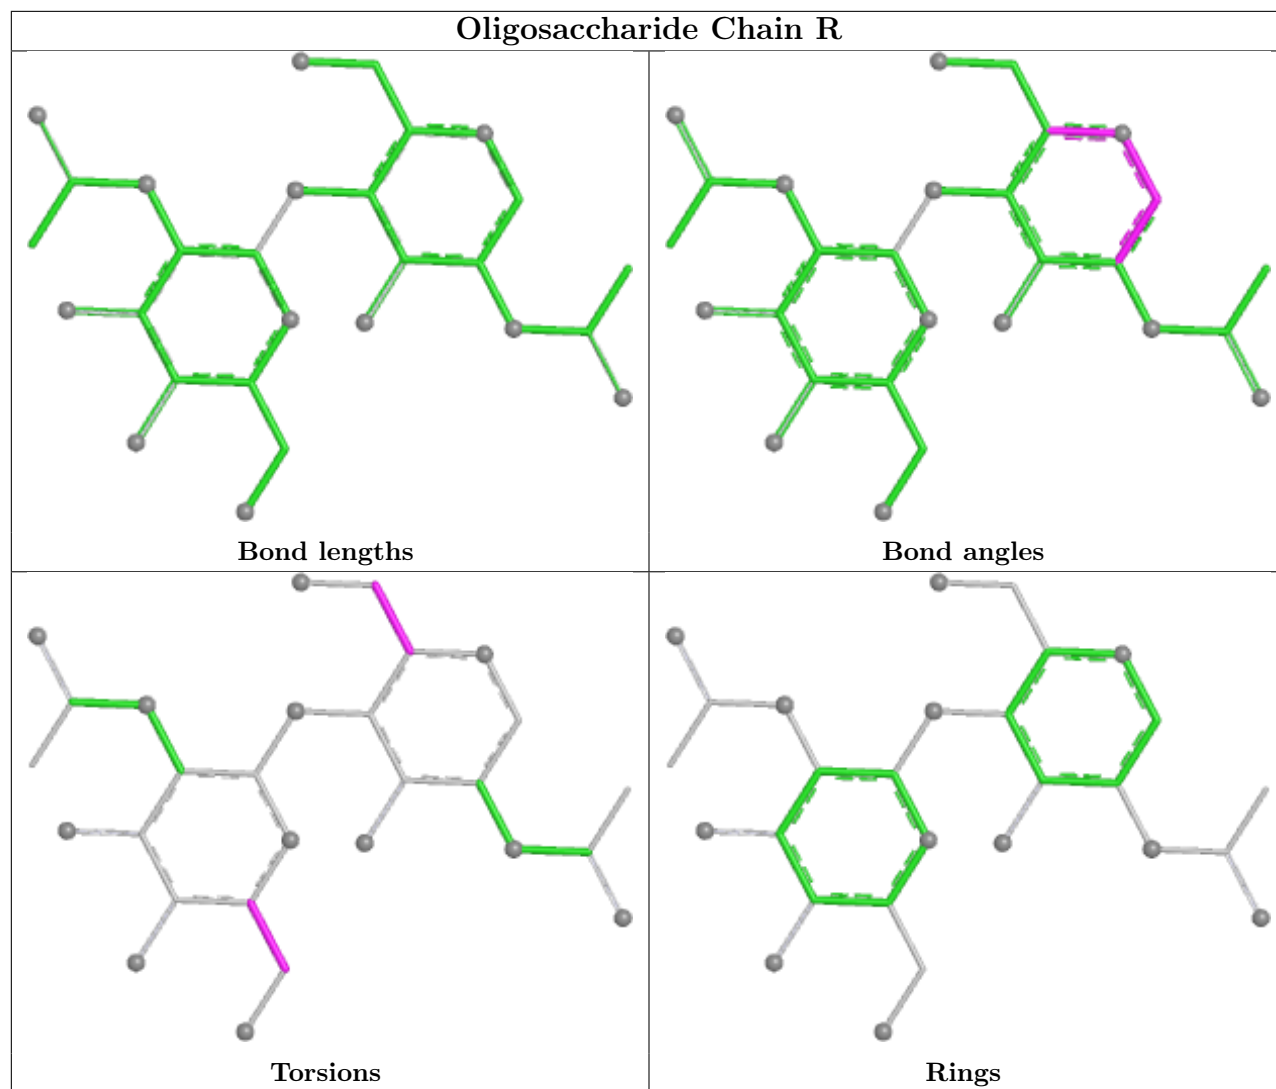 Oligosaccharide Chain R
Bond lengths
Bond angles
Torsions
Rings